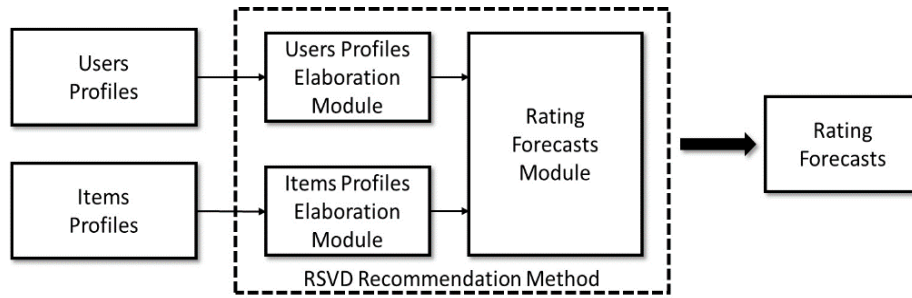 Users
Profiles
Items
Profiles
Users Profiles
Elaboration
Module
Items Profiles
Elaboration
Module
Rating
Forecasts
Module
RSVD Recommendation Method
Rating
Forecasts